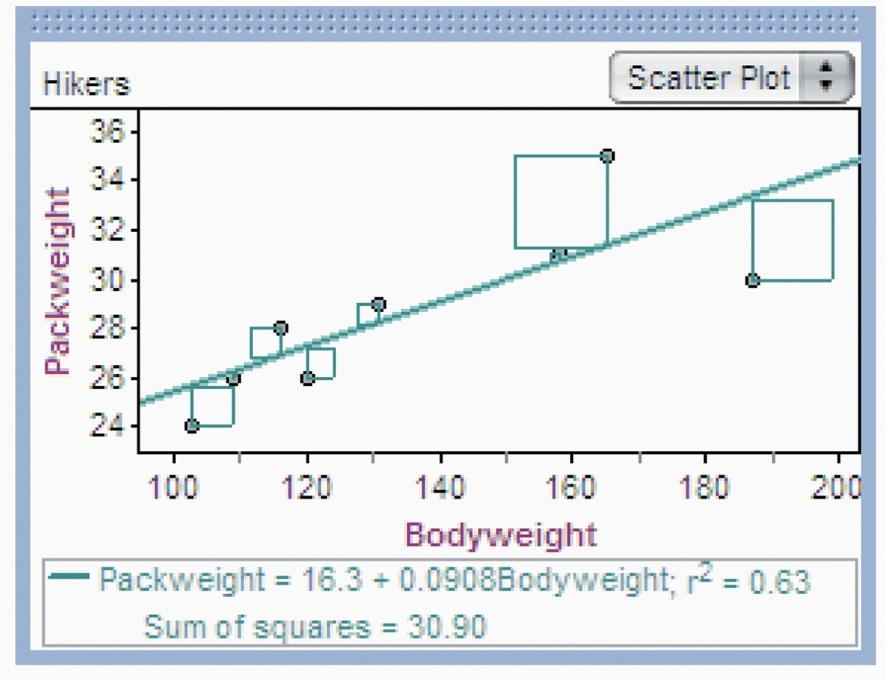 Hikers
Scatter Plot
36
34
32
30
28
26
24
Packweight
100 120 140 160 180 200
Bodyweight
Packweight = 16.3 + 0.0908Bodyweight; r² = 0.63
Sum of squares = 30.90